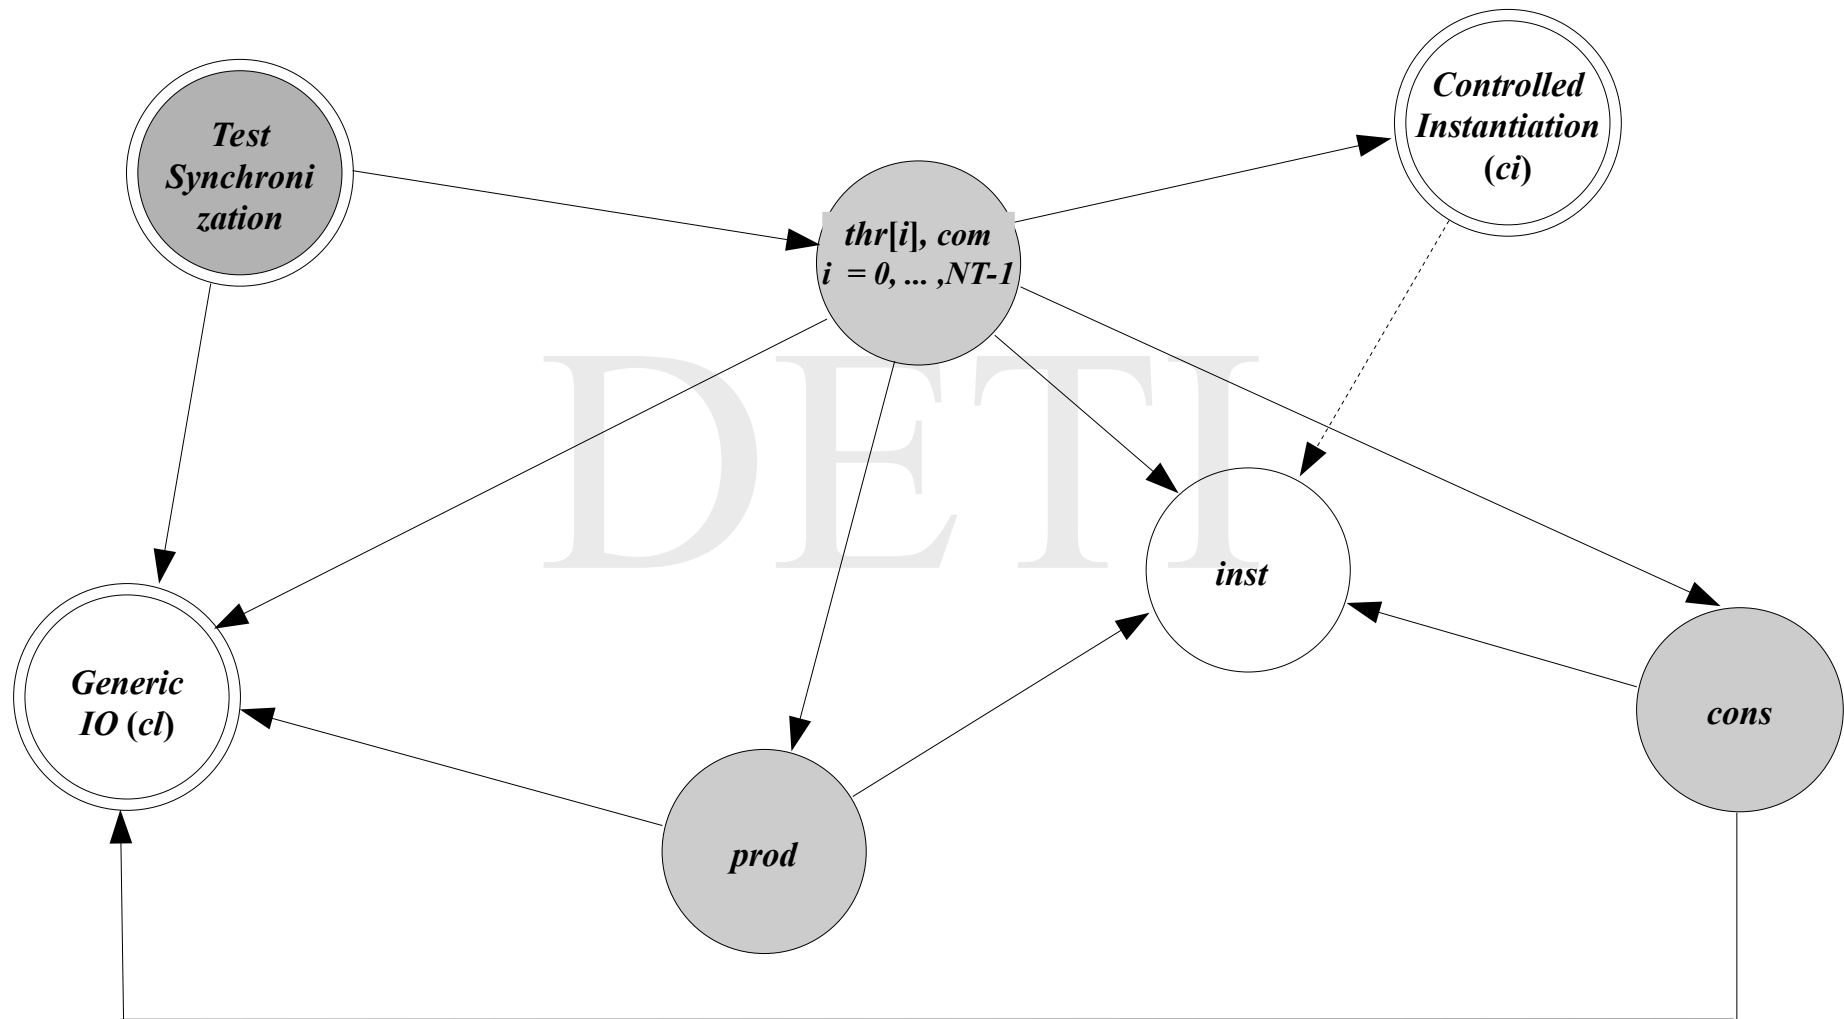 Test
Synchroni
zation
Controlled
Instantiation
(ci)
thr[i], com
i = 0, ... ,NT-1
DETI
inst
Generic
IO (cl)
cons
prod